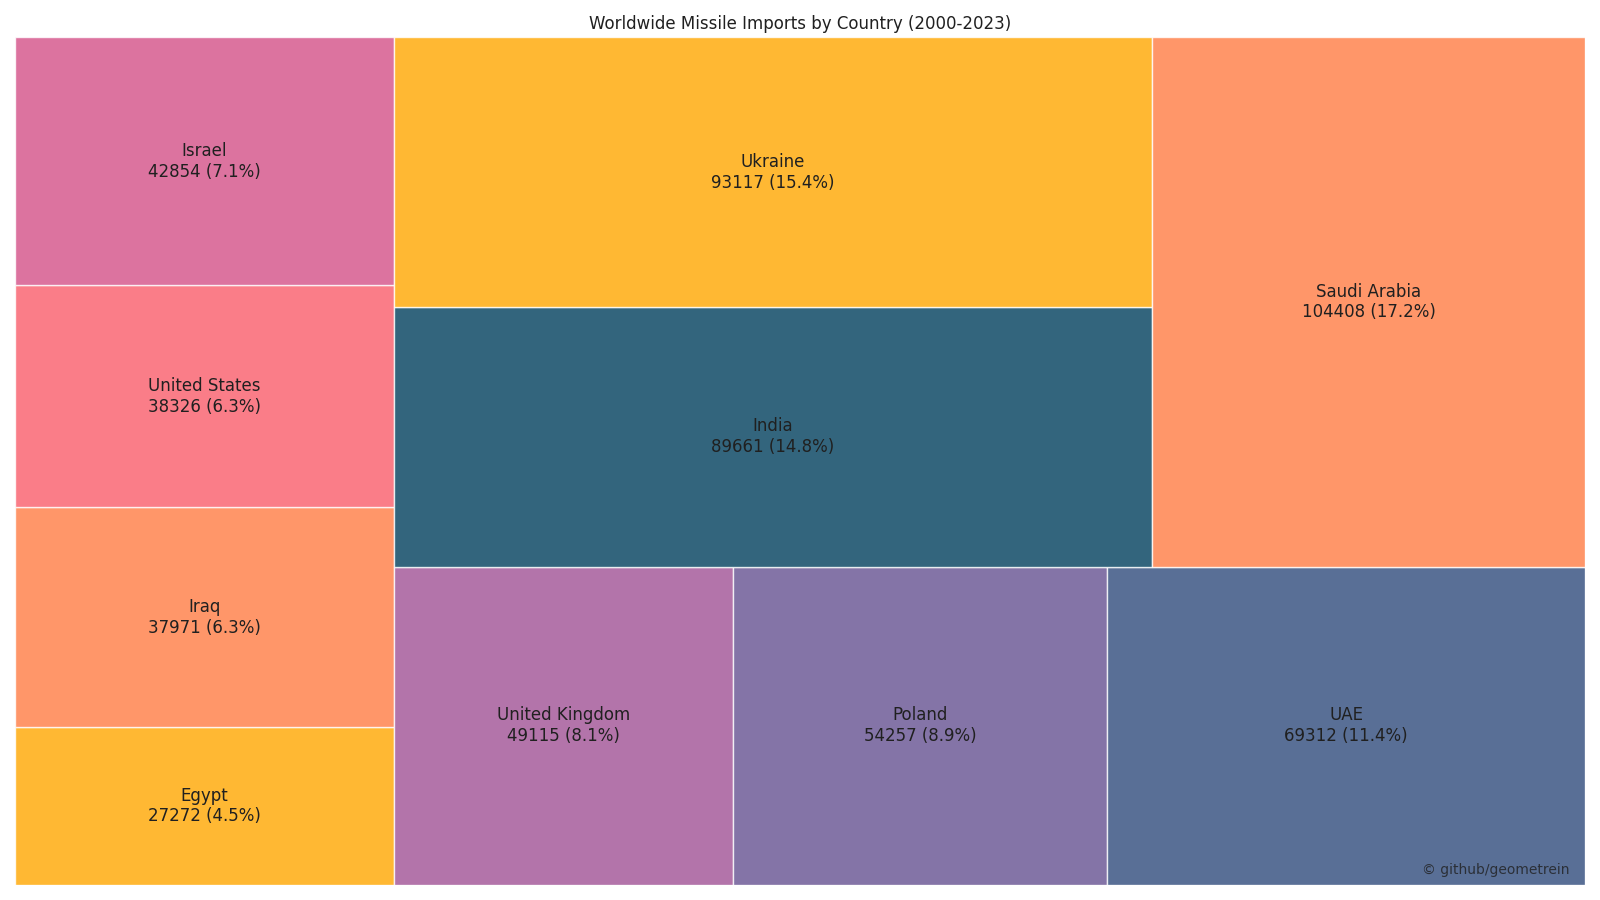 Worldwide Missile Imports by Country (2000-2023)
Israel
42854 (7.1%)
United States
38326 (6.3%)
Iraq
37971 (6.3%)
Egypt
27272 (4.5%)
Ukraine
93117 (15.4%)
India
89661 (14.8%)
Saudi Arabia
104408 (17.2%)
United Kingdom
49115 (8.1%)
Poland
54257 (8.9%)
UAE
69312 (11.4%)
© github/geometrein